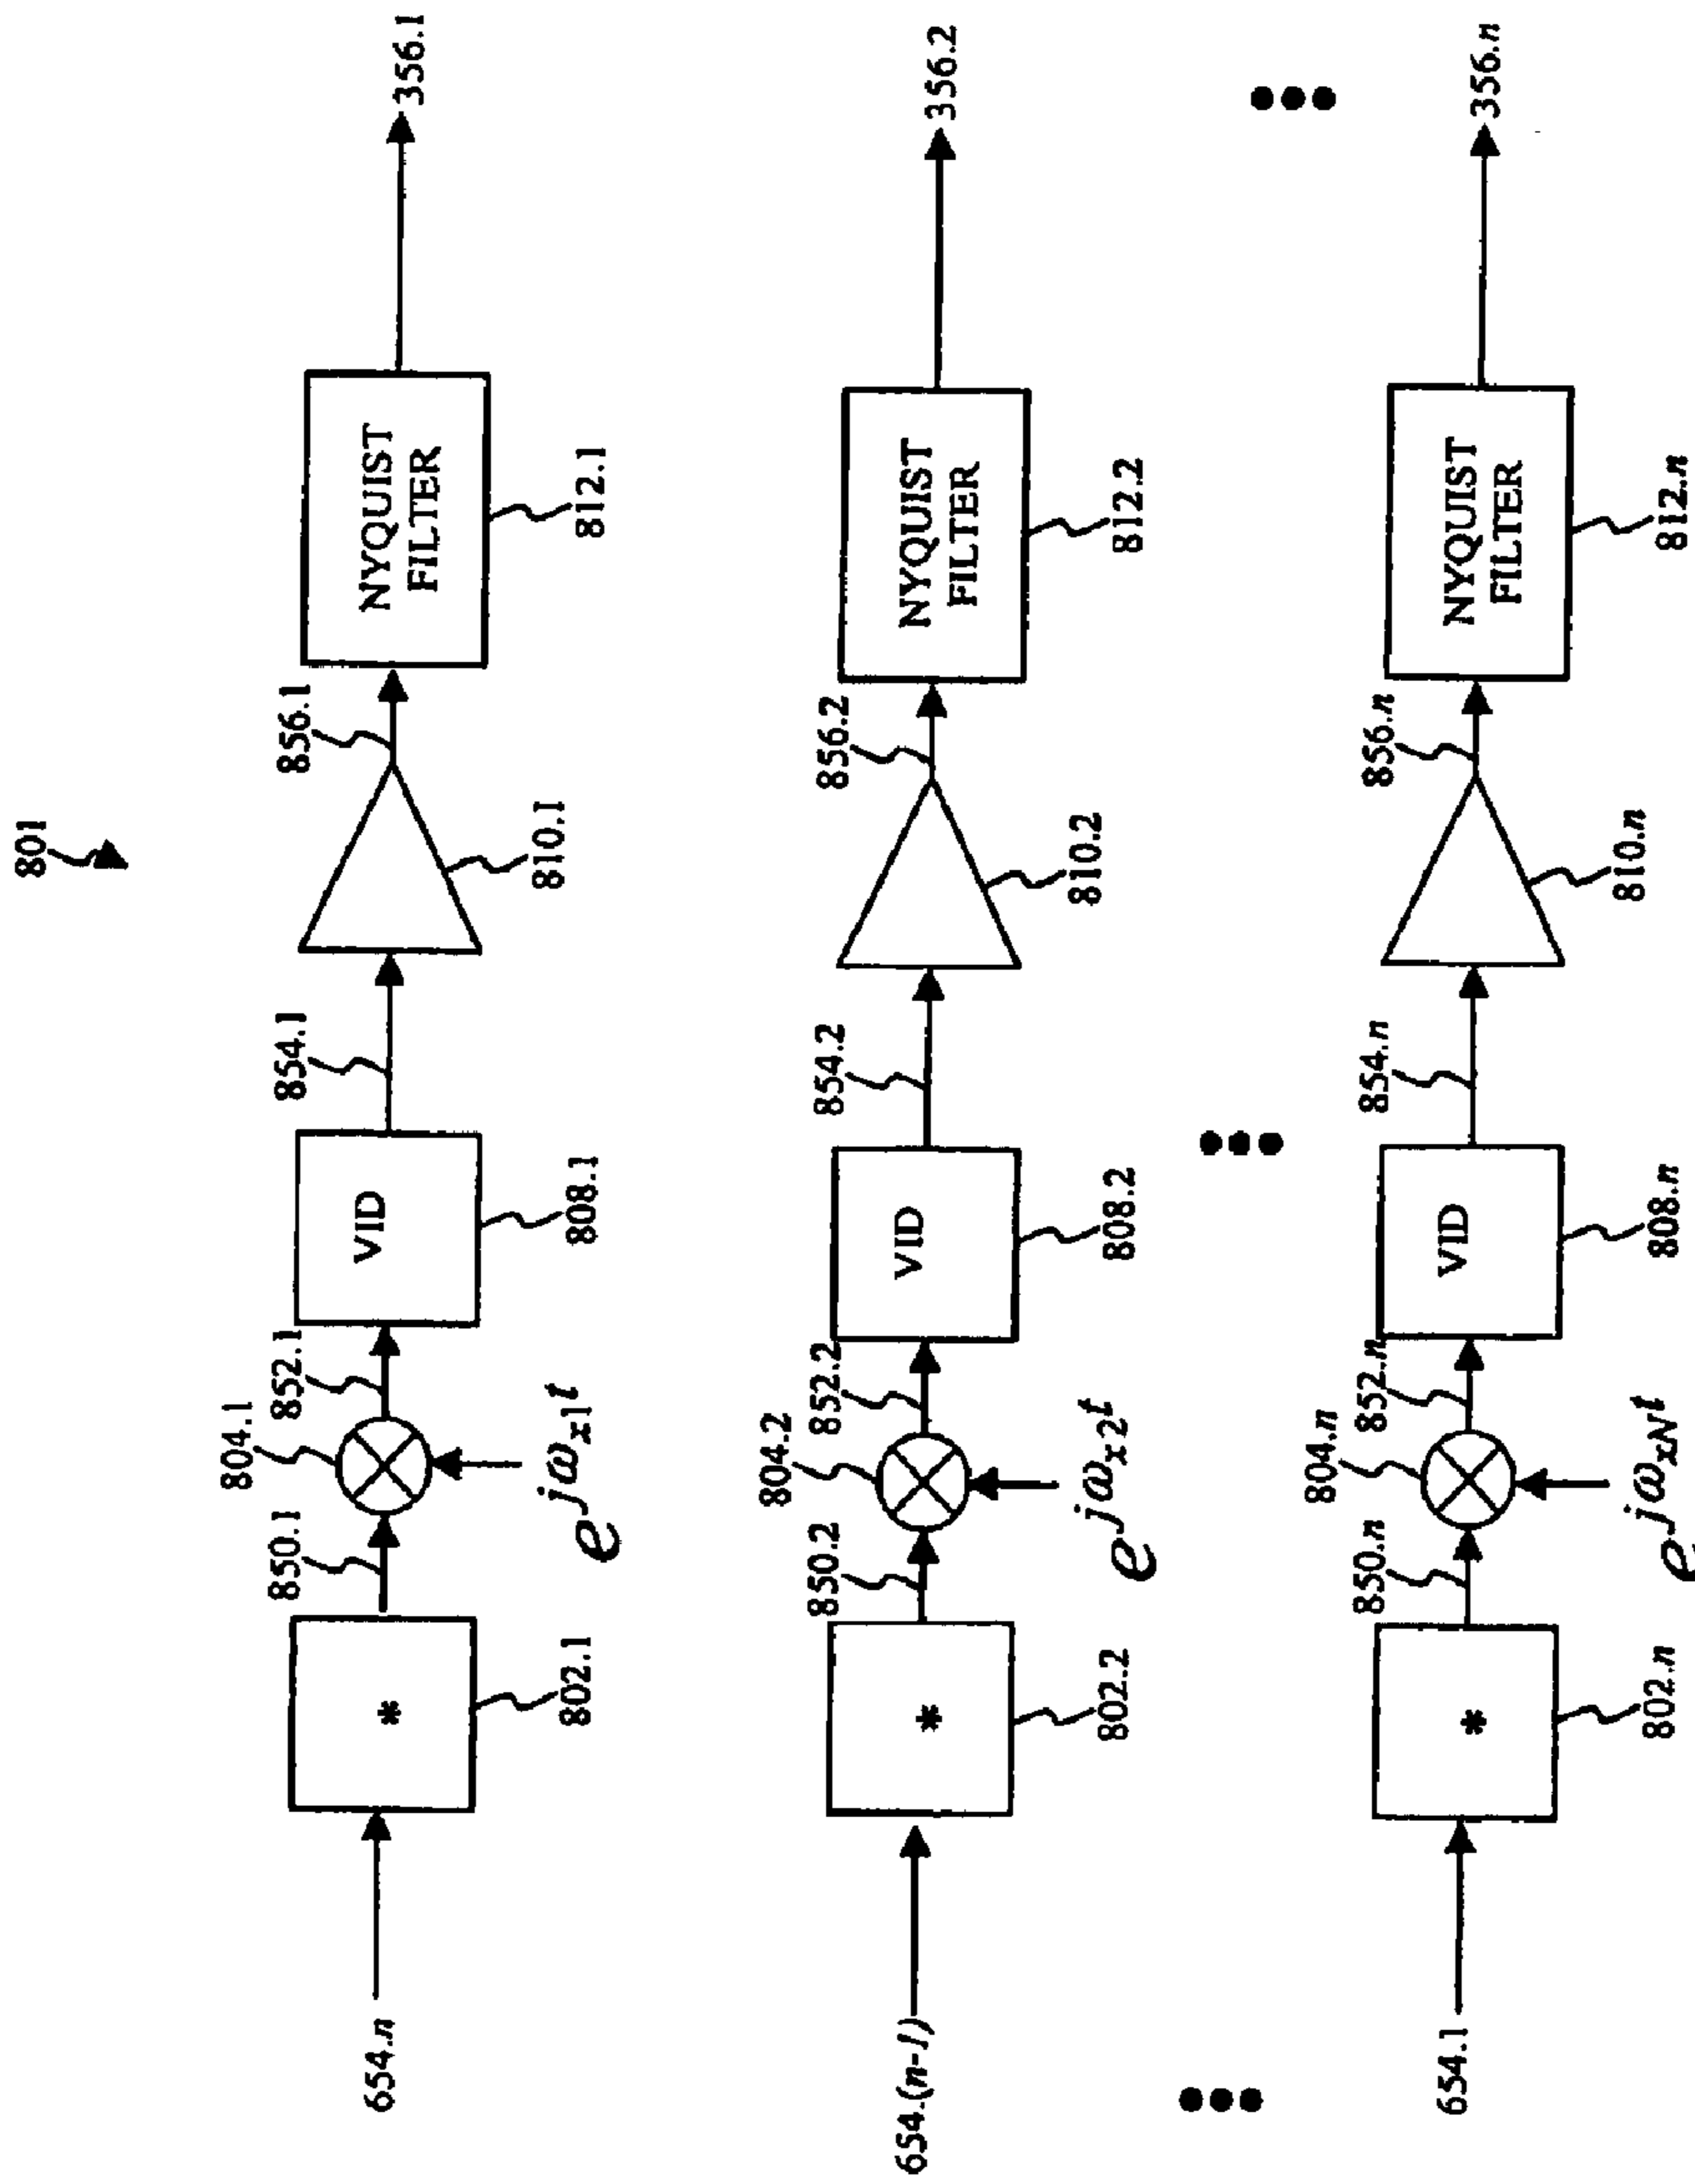 801
654.n
*
802.1
850.1
804.1
e^{jω_{x1}t}
852.1
VID
808.1
854.1
810.1
856.1
NYQUIST
FILTER
812.1
356.1
654.(n-1)
*
802.2
850.2
804.2
e^{jω_{x2}t}
852.2
VID
808.2
854.2
810.2
856.2
NYQUIST
FILTER
812.2
356.2
654.1
*
802.n
850.n
804.n
e^{jω_{xN}t}
852.n
VID
808.n
854.n
810.n
856.n
NYQUIST
FILTER
812.n
356.n